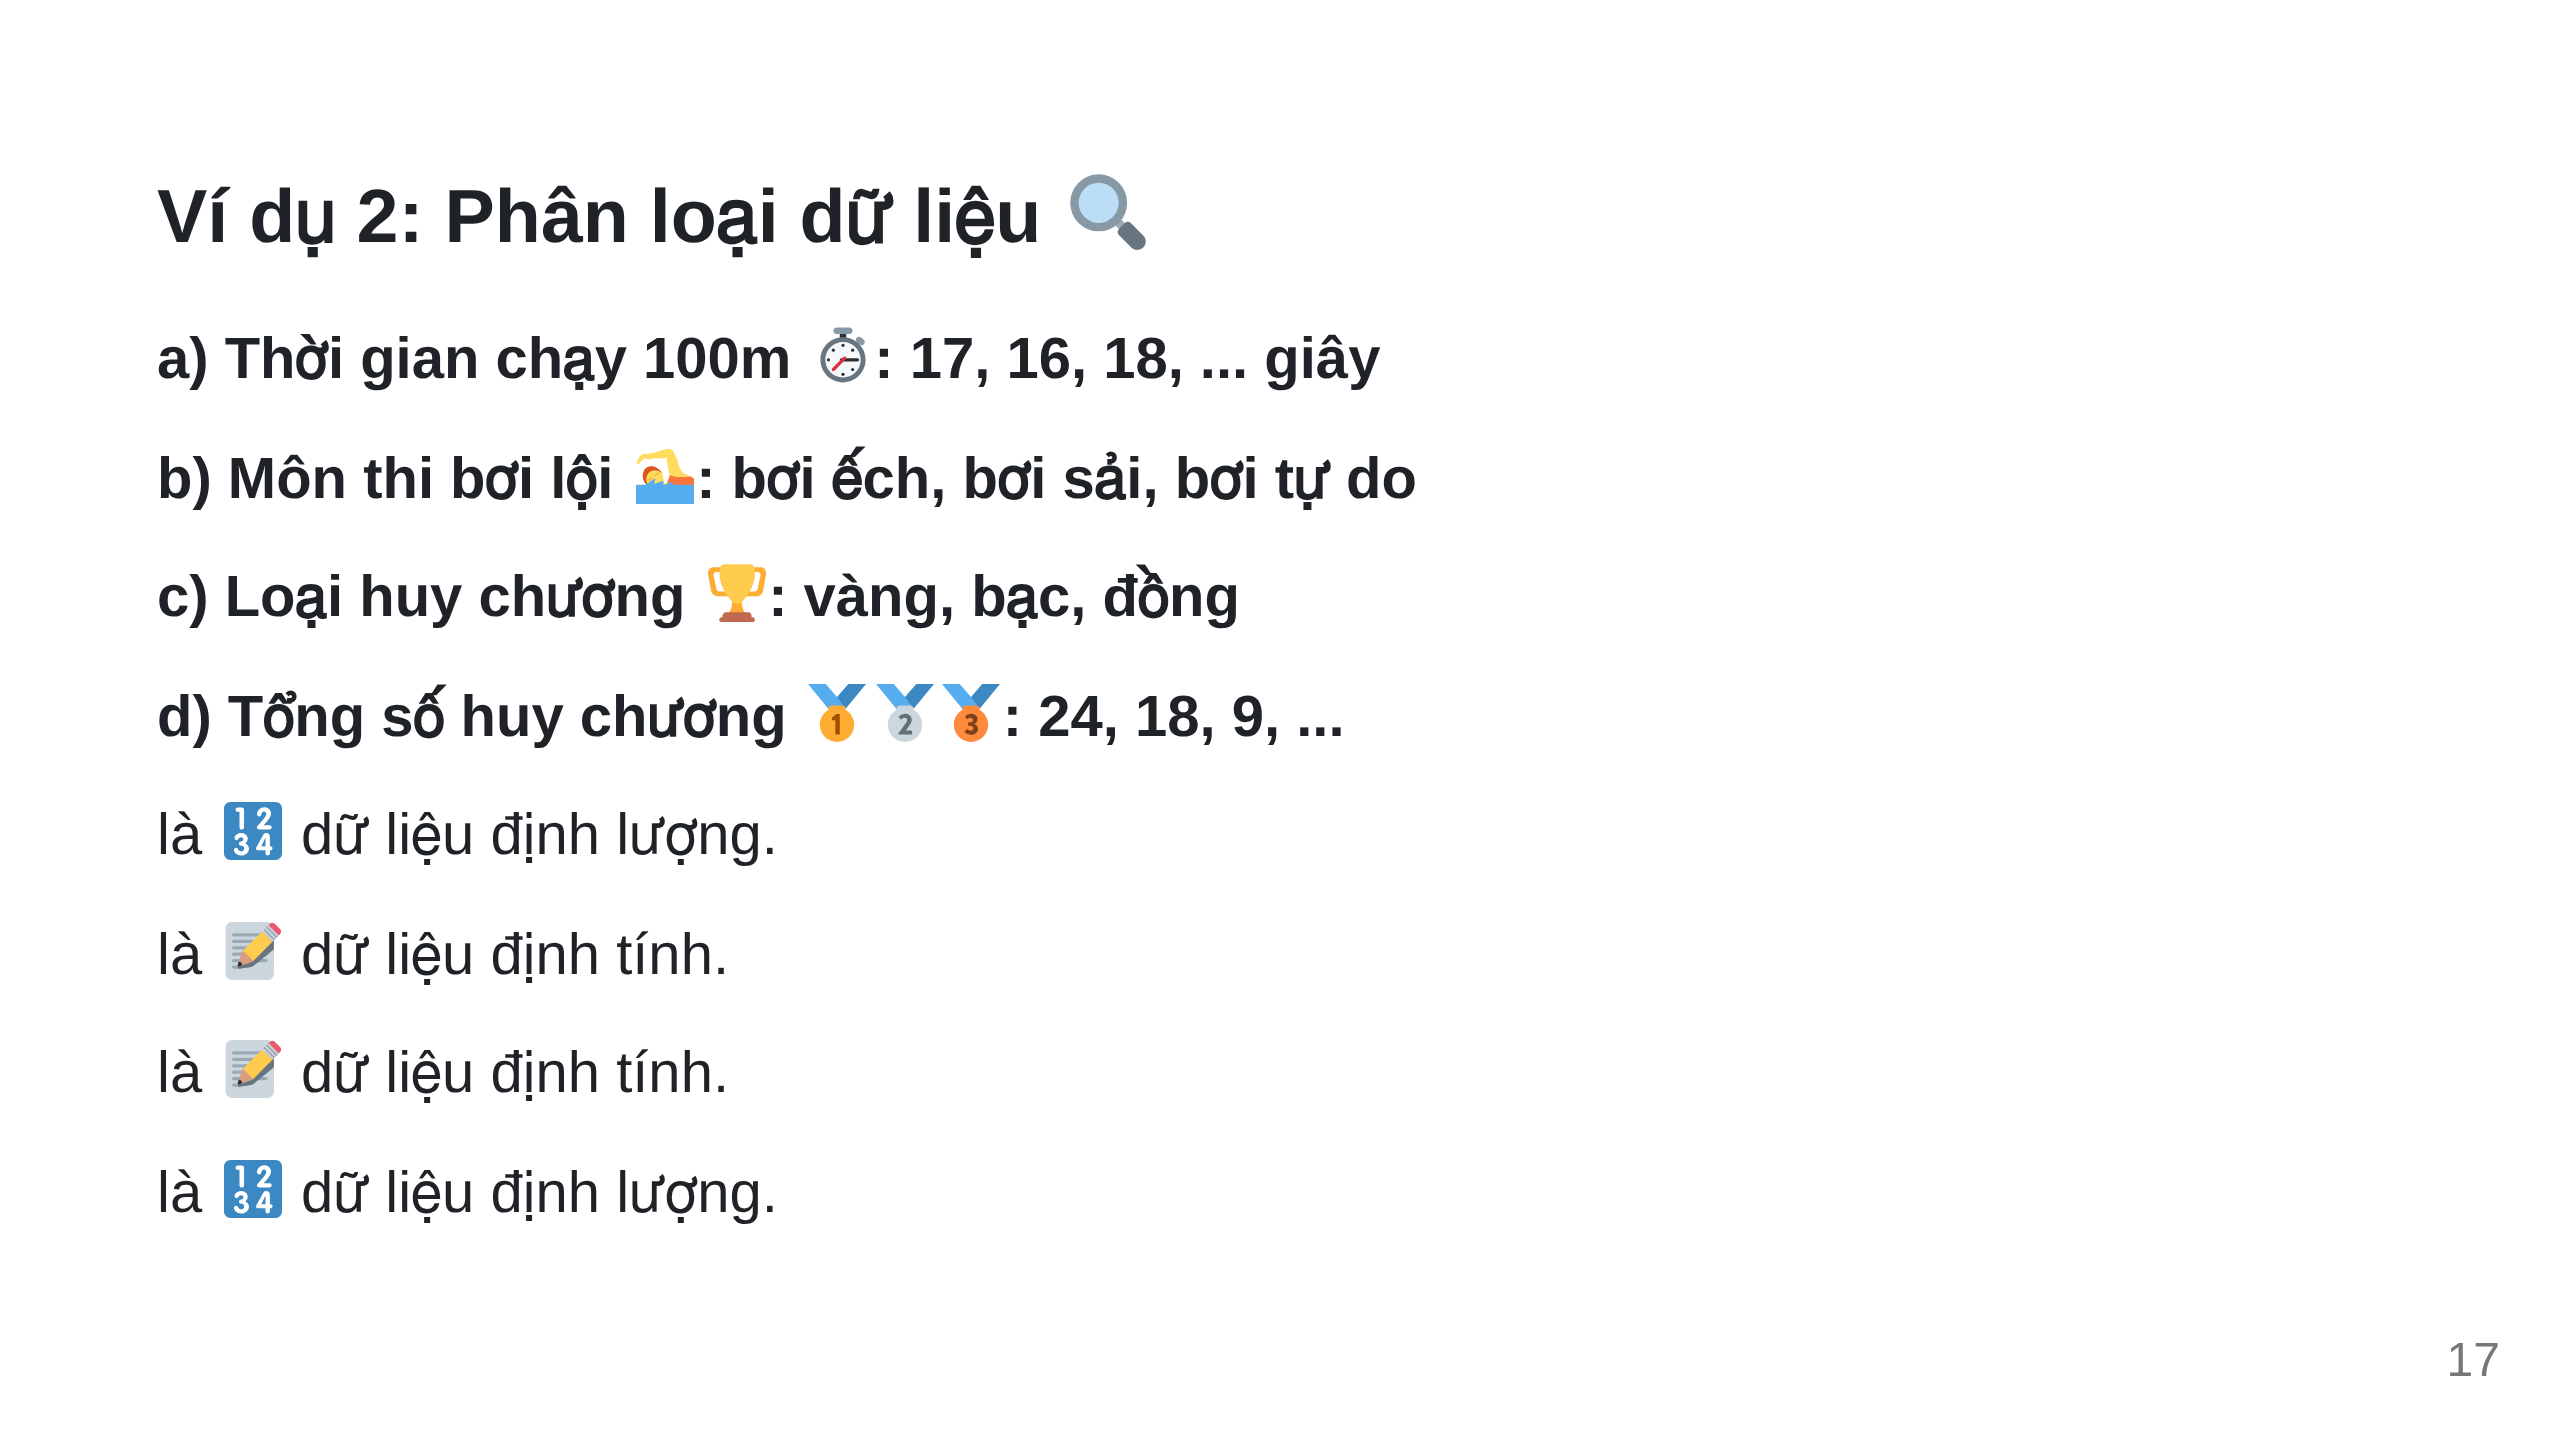 Ví dụ 2: Phân loại dữ liệu 🔍
a) Thời gian chạy 100m ⏱️: 17, 16, 18, ... giây
b) Môn thi bơi lội 🏊: bơi ếch, bơi sải, bơi tự do
c) Loại huy chương 🏆: vàng, bạc, đồng
d) Tổng số huy chương 🥇🥈🥉: 24, 18, 9, ...
là 🔢 dữ liệu định lượng.
là 📝 dữ liệu định tính.
là 📝 dữ liệu định tính.
là 🔢 dữ liệu định lượng.
17